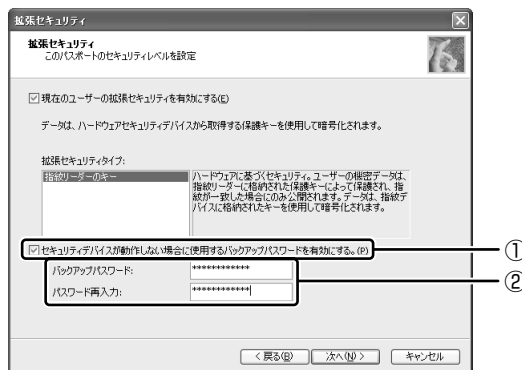 拡張セキュリティ
拡張セキュリティ
このパスポートのセキュリティレベルを設定
現在のユーザーの拡張セキュリティを有効にする(E)
データは、ハードウェアセキュリティデバイスから取得する保護キーを使用して暗号化されます。
拡張セキュリティタイプ:
指紋リーダーのキー
ハードウェアに基づくセキュリティ。ユーザーの機密データは、
指紋リーダーに格納された保護キーによって保護され、指
紋が一致した場合にのみ公開されます。データは、指紋デ
バイスに格納されたキーを使用して暗号化されます。
セキュリティデバイスが動作しない場合に使用するバックアップパスワードを有効にする。(P)
①
バックアップパスワード:
************
②
パスワード再入力:
************
< 戻る(B)
次へ(N) >
キャンセル